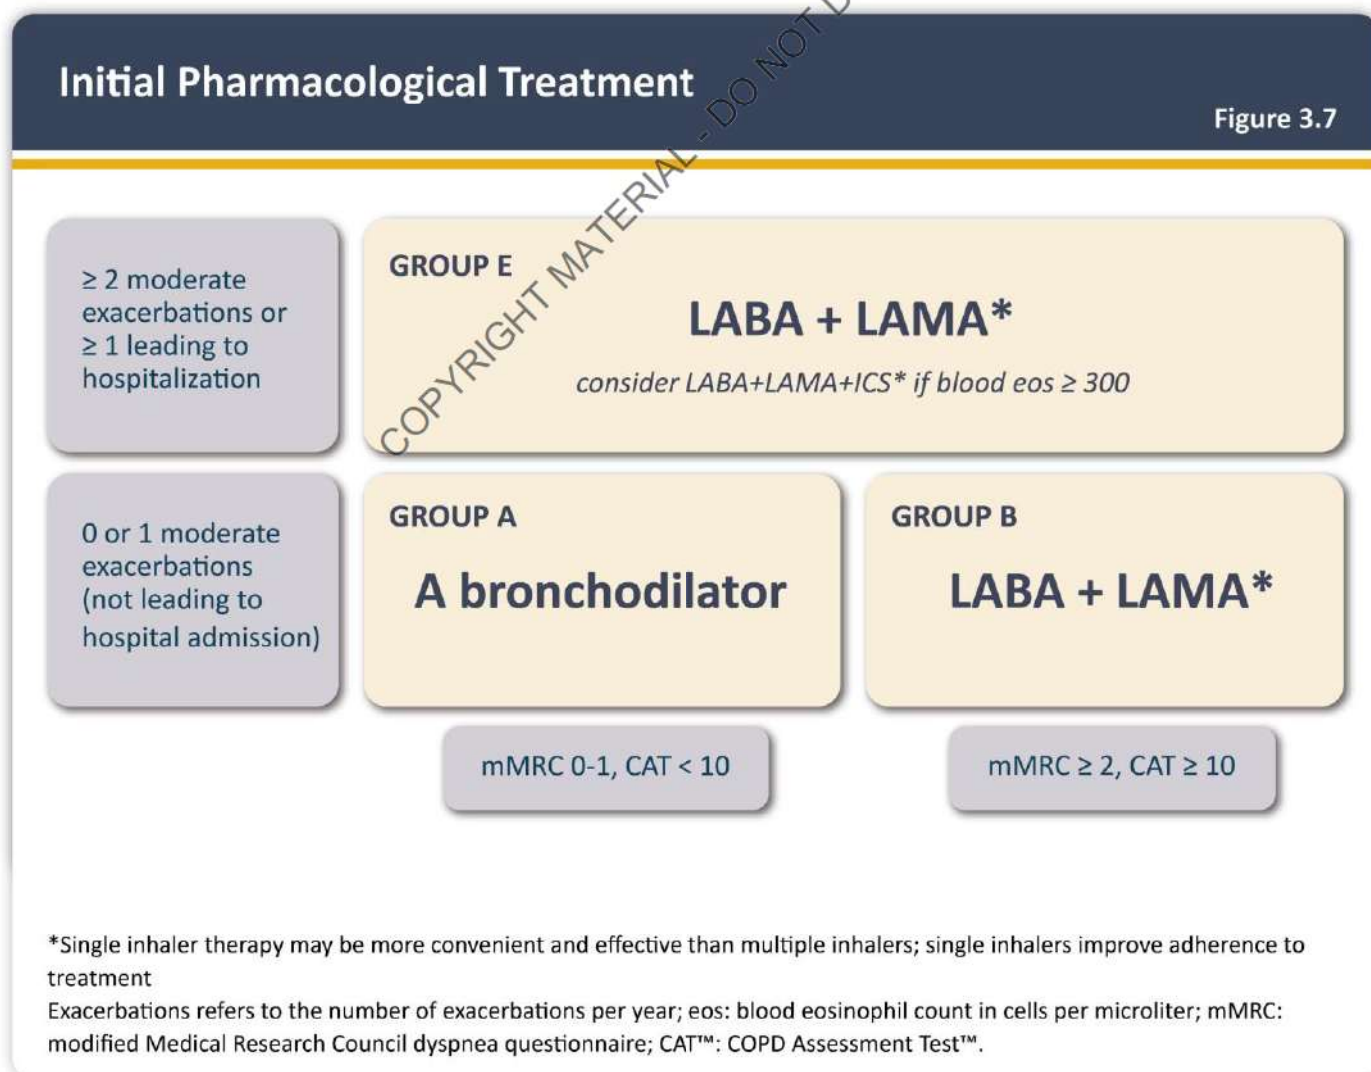 Initial Pharmacological Treatment
Figure 3.7
COPYRIGHT MATERIAL - DO NOT
≥ 2 moderate
exacerbations or
≥ 1 leading to
hospitalization
GROUP E
LABA + LAMA*
consider LABA+LAMA+ICS* if blood eos ≥ 300
0 or 1 moderate
exacerbations
(not leading to
hospital admission)
GROUP A
A bronchodilator
GROUP B
LABA + LAMA*
mMRC 0-1, CAT < 10
mMRC ≥ 2, CAT ≥ 10
*Single inhaler therapy may be more convenient and effective than multiple inhalers; single inhalers improve adherence to
treatment
Exacerbations refers to the number of exacerbations per year; eos: blood eosinophil count in cells per microliter; mMRC:
modified Medical Research Council dyspnea questionnaire; CAT™: COPD Assessment Test™.